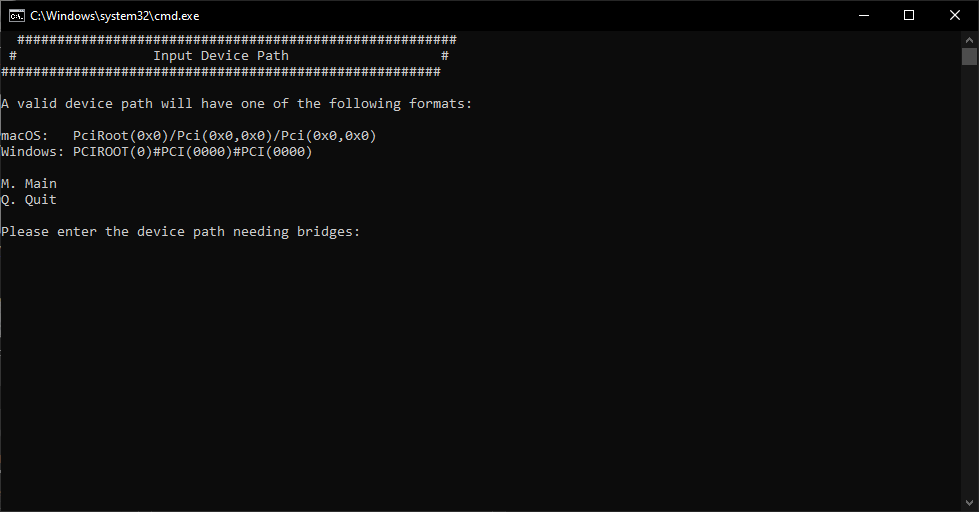 C:\Windows\system32\cmd.exe
#######################################################
# Input Device Path #
#######################################################
A valid device path will have one of the following formats:
macOS: PciRoot(0x0)/Pci(0x0,0x0)/Pci(0x0,0x0)
Windows: PCIROOT(0)#PCI(0000)#PCI(0000)
M. Main
Q. Quit
Please enter the device path needing bridges: